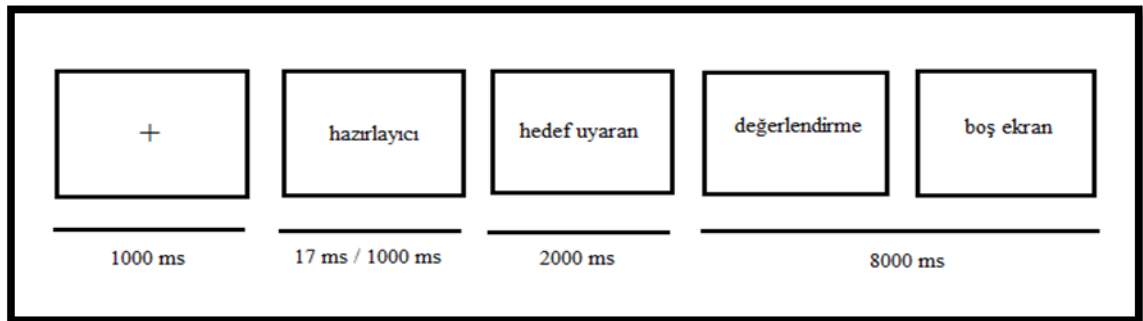 +
hazırlayıcı
hedef uyaran
değerlendirme
boş ekran
1000 ms
17 ms / 1000 ms
2000 ms
8000 ms